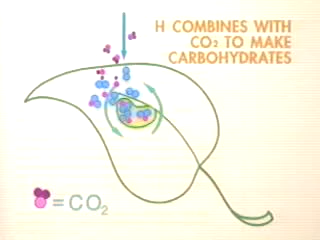 H COMBINES WITH
CO₂ TO MAKE
CARBOHYDRATES
= CO₂